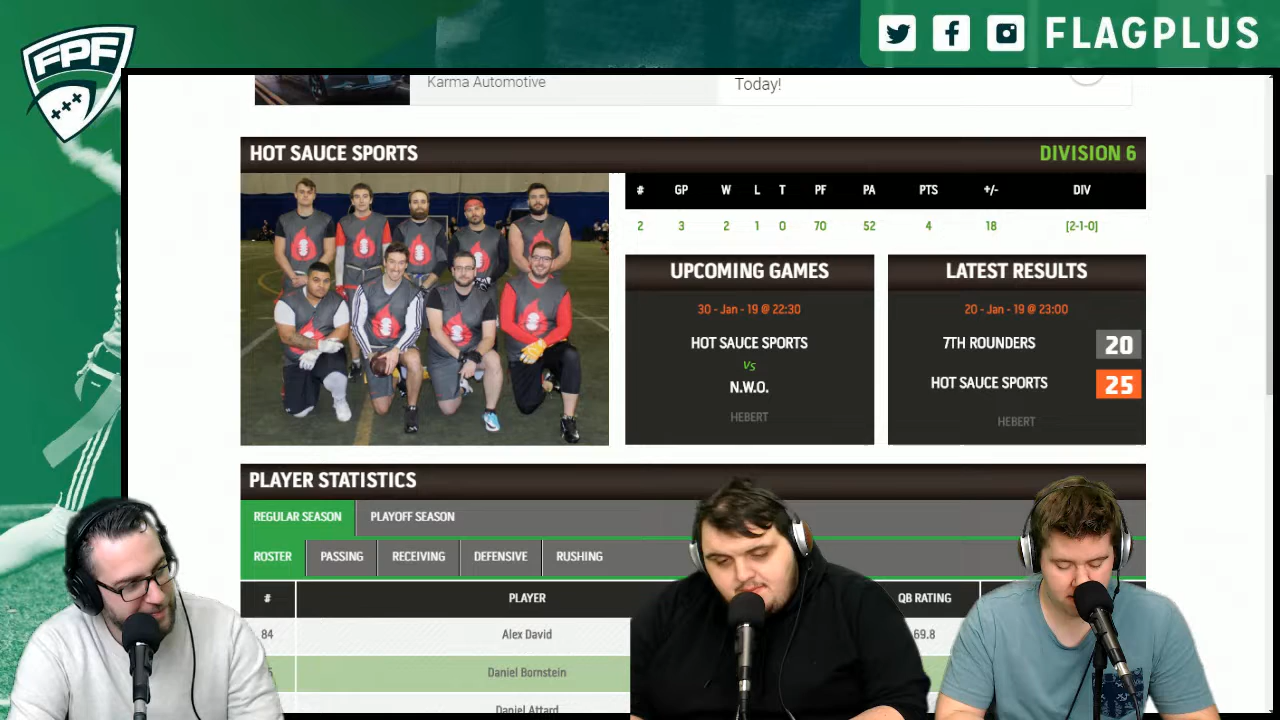 FPF
FLAGPLUS
Karma Automotive
Today!
HOT SAUCE SPORTS
DIVISION 6
# GP W L T PF PA PTS +/- DIV
2 3 2 1 0 70 52 4 18 [2-1-0]
UPCOMING GAMES
30 - Jan - 19 @ 22:30
HOT SAUCE SPORTS
Vs
N.W.O.
HEBERT
LATEST RESULTS
20 - Jan - 19 @ 23:00
7TH ROUNDERS 20
HOT SAUCE SPORTS 25
HEBERT
PLAYER STATISTICS
REGULAR SEASON PLAYOFF SEASON
ROSTER PASSING RECEIVING DEFENSIVE RUSHING
# PLAYER QB RATING
84 Alex David 69.8
Daniel Bornstein
Daniel Attard